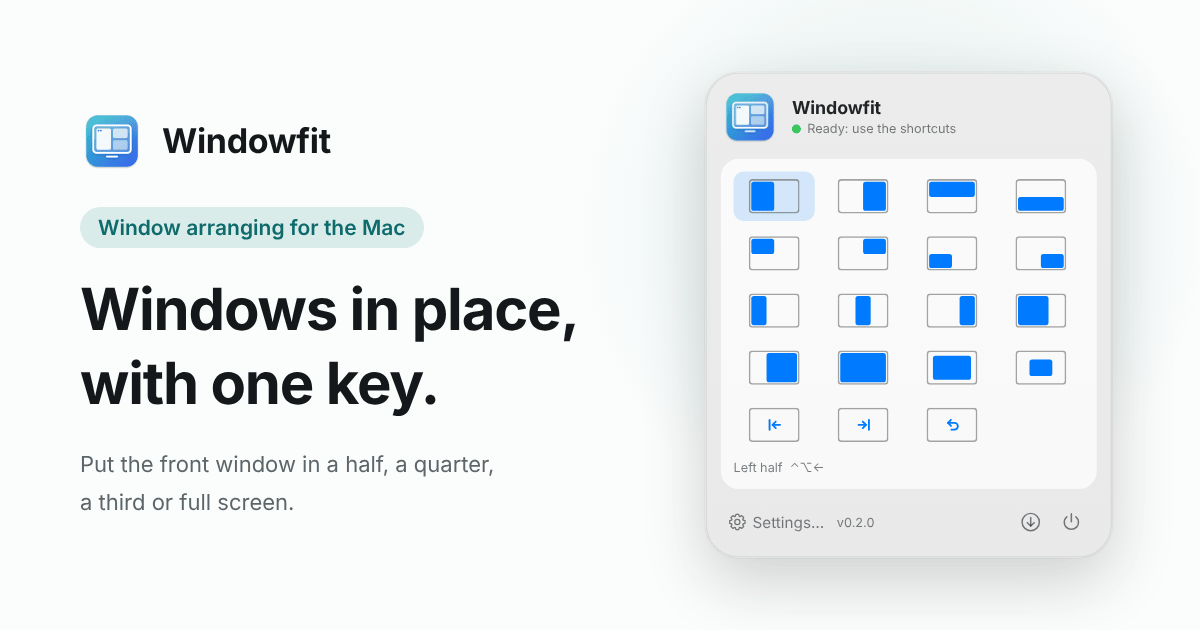 Windowfit
Window arranging for the Mac
Windows in place,
with one key.
Put the front window in a half, a quarter,
a third or full screen.
Windowfit
Ready: use the shortcuts
Left half ^⌥←
Settings... v0.2.0